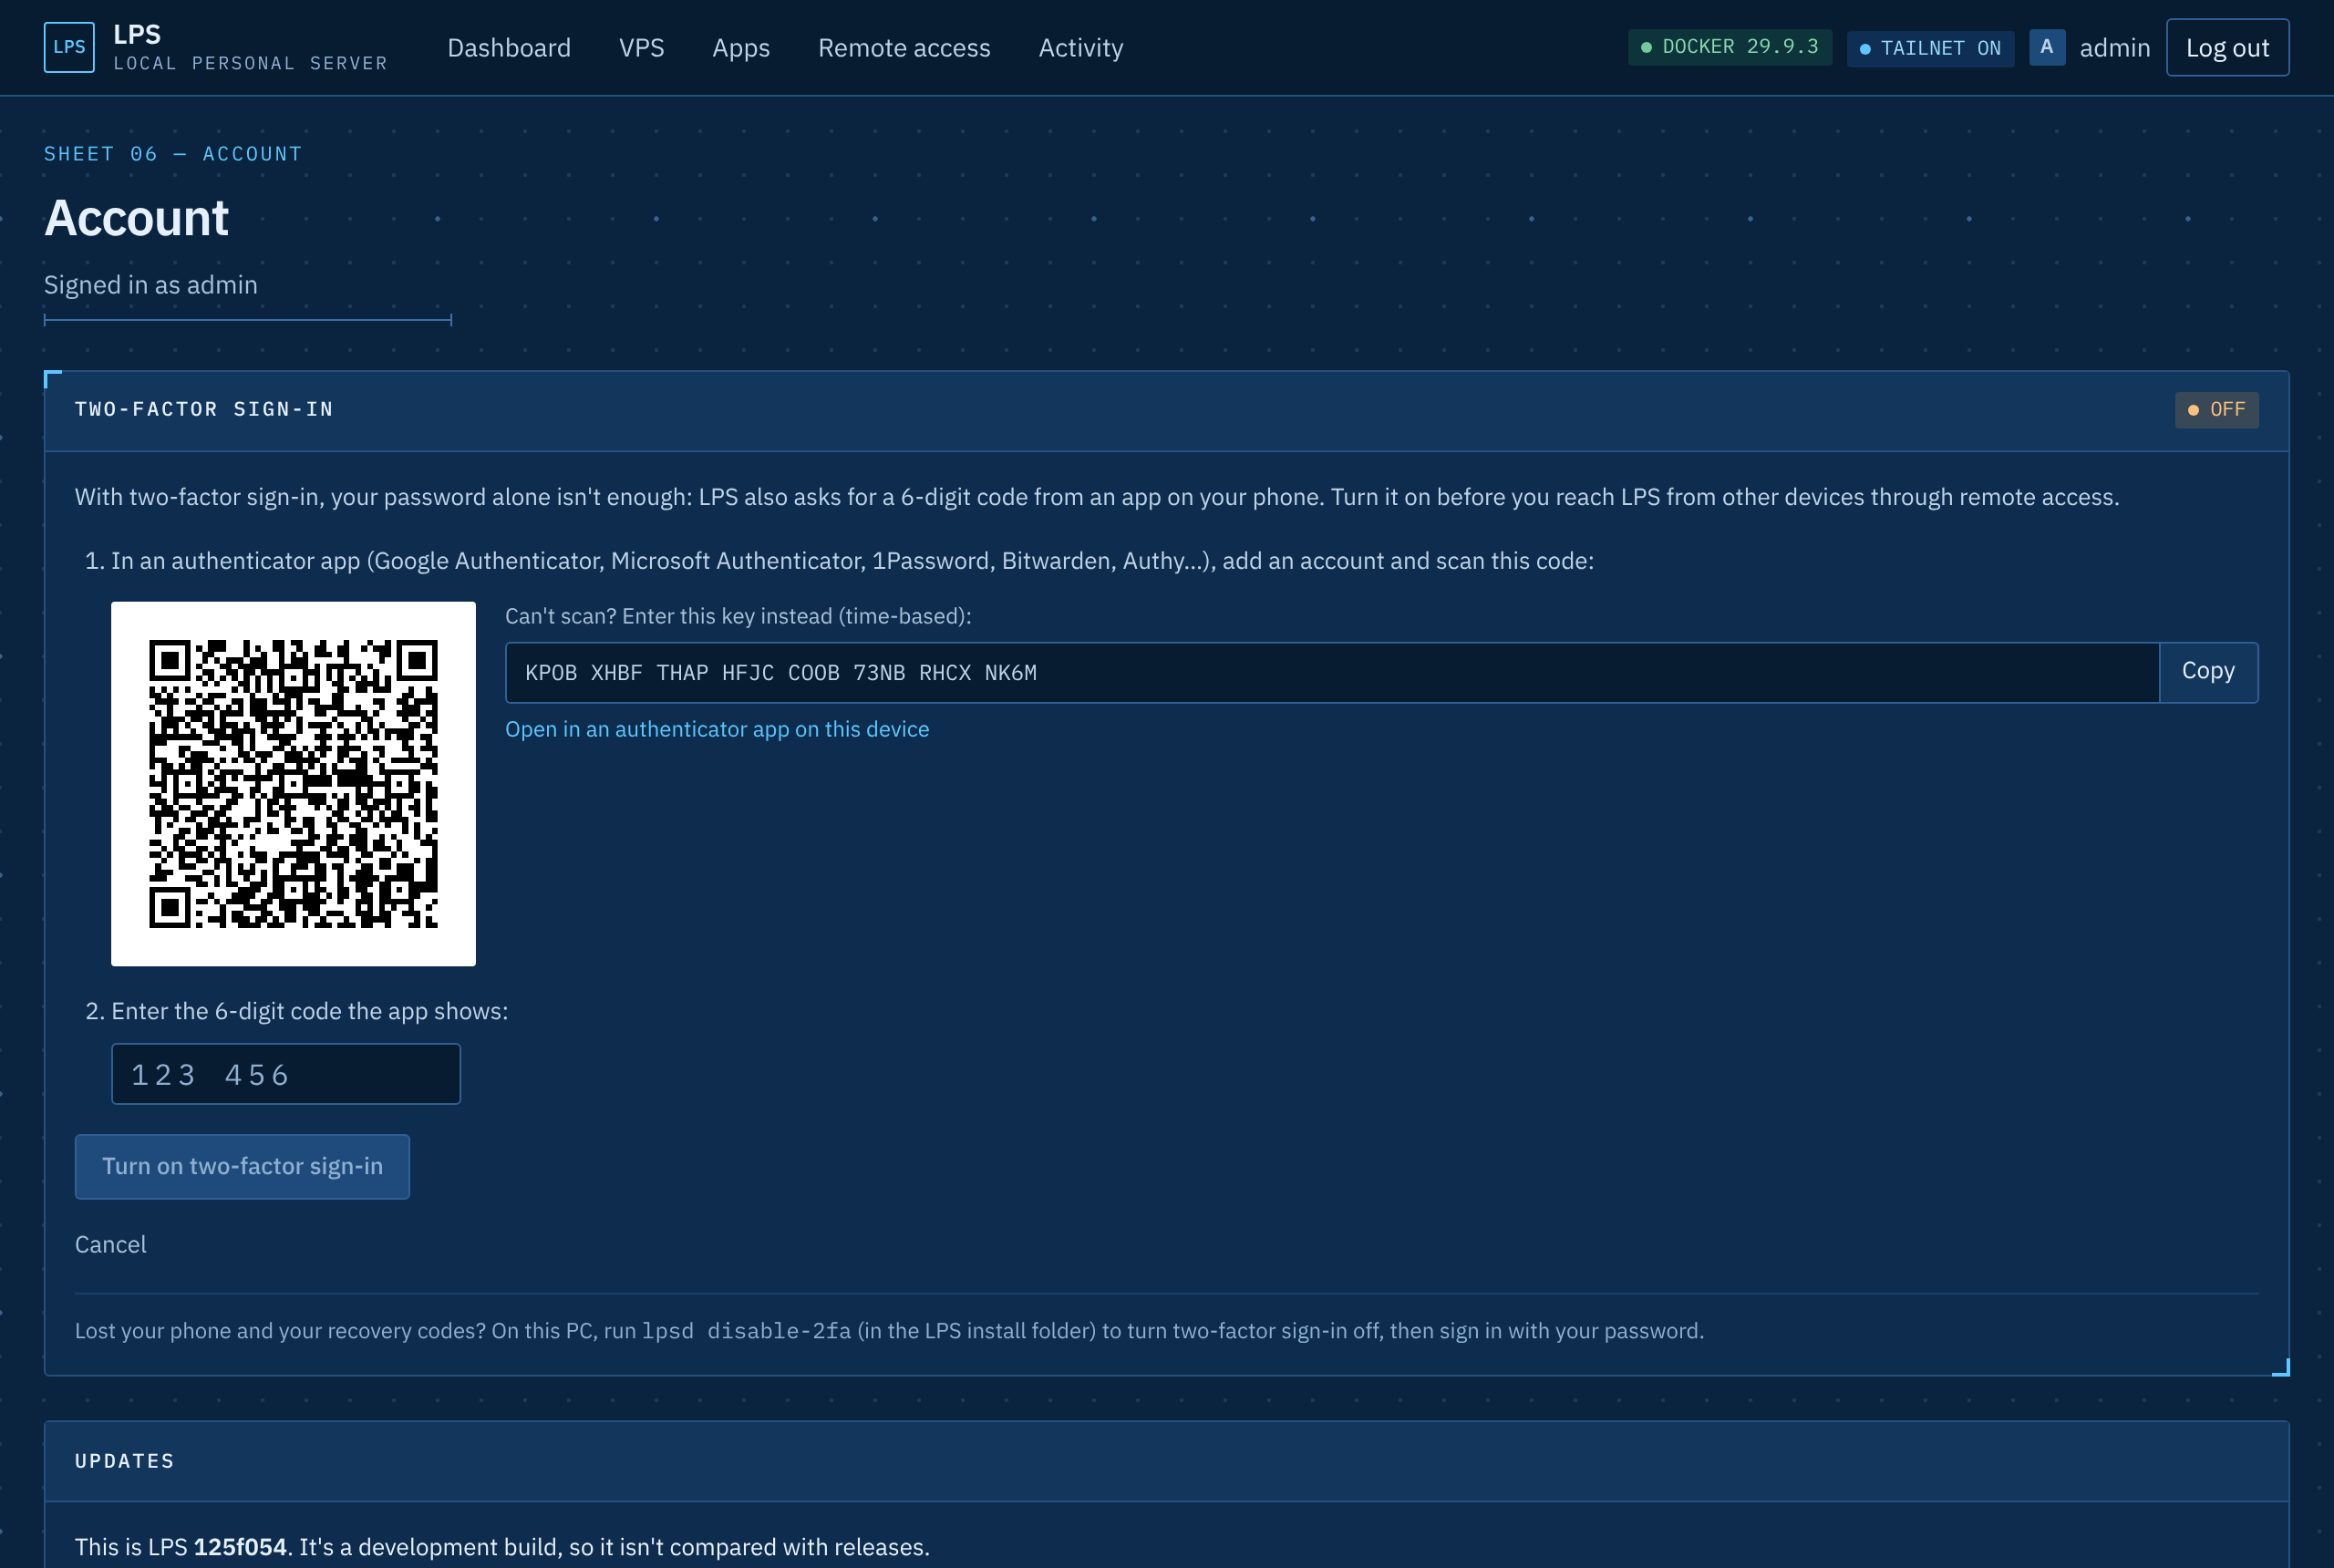 LPS
LPS
LOCAL PERSONAL SERVER
Dashboard
VPS
Apps
Remote access
Activity
DOCKER 29.9.3
TAILNET ON
A
admin
Log out
SHEET 06 — ACCOUNT
Account
Signed in as admin
TWO-FACTOR SIGN-IN
OFF
With two-factor sign-in, your password alone isn't enough: LPS also asks for a 6-digit code from an app on your phone. Turn it on before you reach LPS from other devices through remote access.
1. In an authenticator app (Google Authenticator, Microsoft Authenticator, 1Password, Bitwarden, Authy…), add an account and scan this code:
Can't scan? Enter this key instead (time-based):
KPOB XHBF THAP HFJC COOB 73NB RHCX NK6M
Copy
Open in an authenticator app on this device
2. Enter the 6-digit code the app shows:
123 456
Turn on two-factor sign-in
Cancel
Lost your phone and your recovery codes? On this PC, run lpsd disable-2fa (in the LPS install folder) to turn two-factor sign-in off, then sign in with your password.
UPDATES
This is LPS 125f054. It's a development build, so it isn't compared with releases.